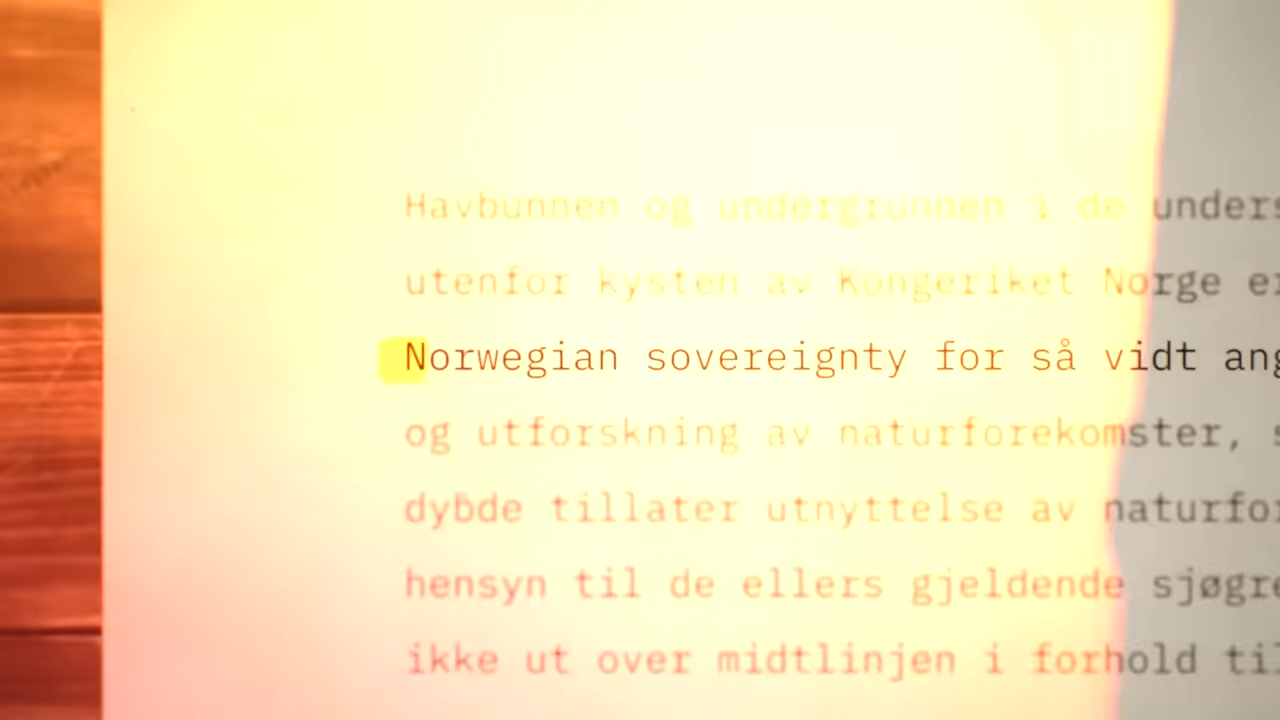 Havbunnen og undergrunnen i de unders
utenfor kysten av Kongeriket Norge er
Norwegian sovereignty for så vidt ang
og utforskning av naturforekomster, s
dybde tillater utnyttelse av naturfor
hensyn til de ellers gjeldende sjøgre
ikke ut over midtlinjen i forhold til